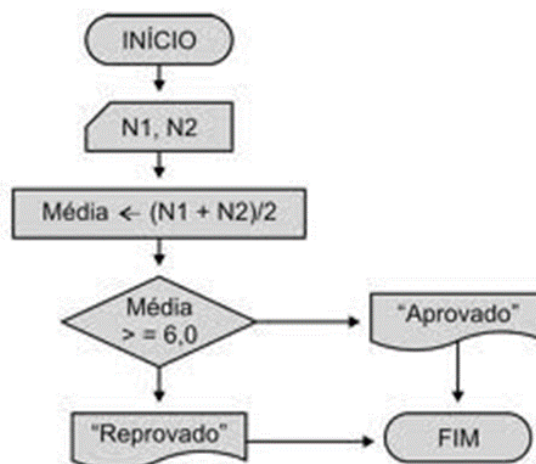 INÍCIO
N1, N2
Média ← (N1 + N2)/2
Média
> = 6,0
“Aprovado”
“Reprovado”
FIM